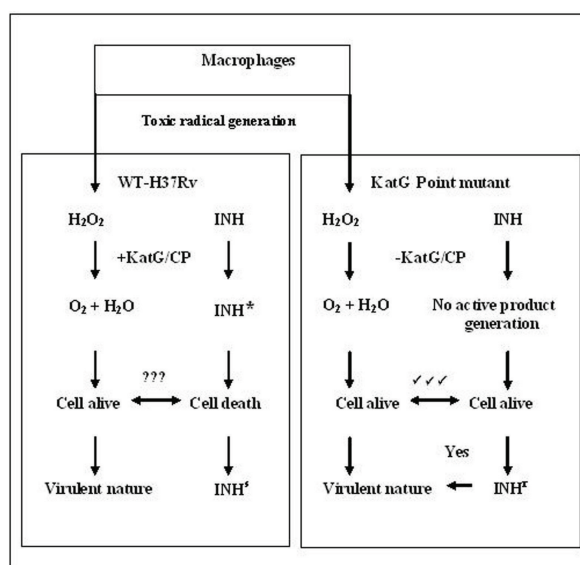 Macrophages
Toxic radical generation
WT-H37Rv
H₂O₂ INH
+KatG/CP
O₂ + H₂O INH*
???
Cell alive Cell death
Virulent nature INHˢ
KatG Point mutant
H₂O₂ INH
-KatG/CP
O₂ + H₂O No active product
generation
✓✓✓
Cell alive Cell alive
Yes
Virulent nature INHʳ